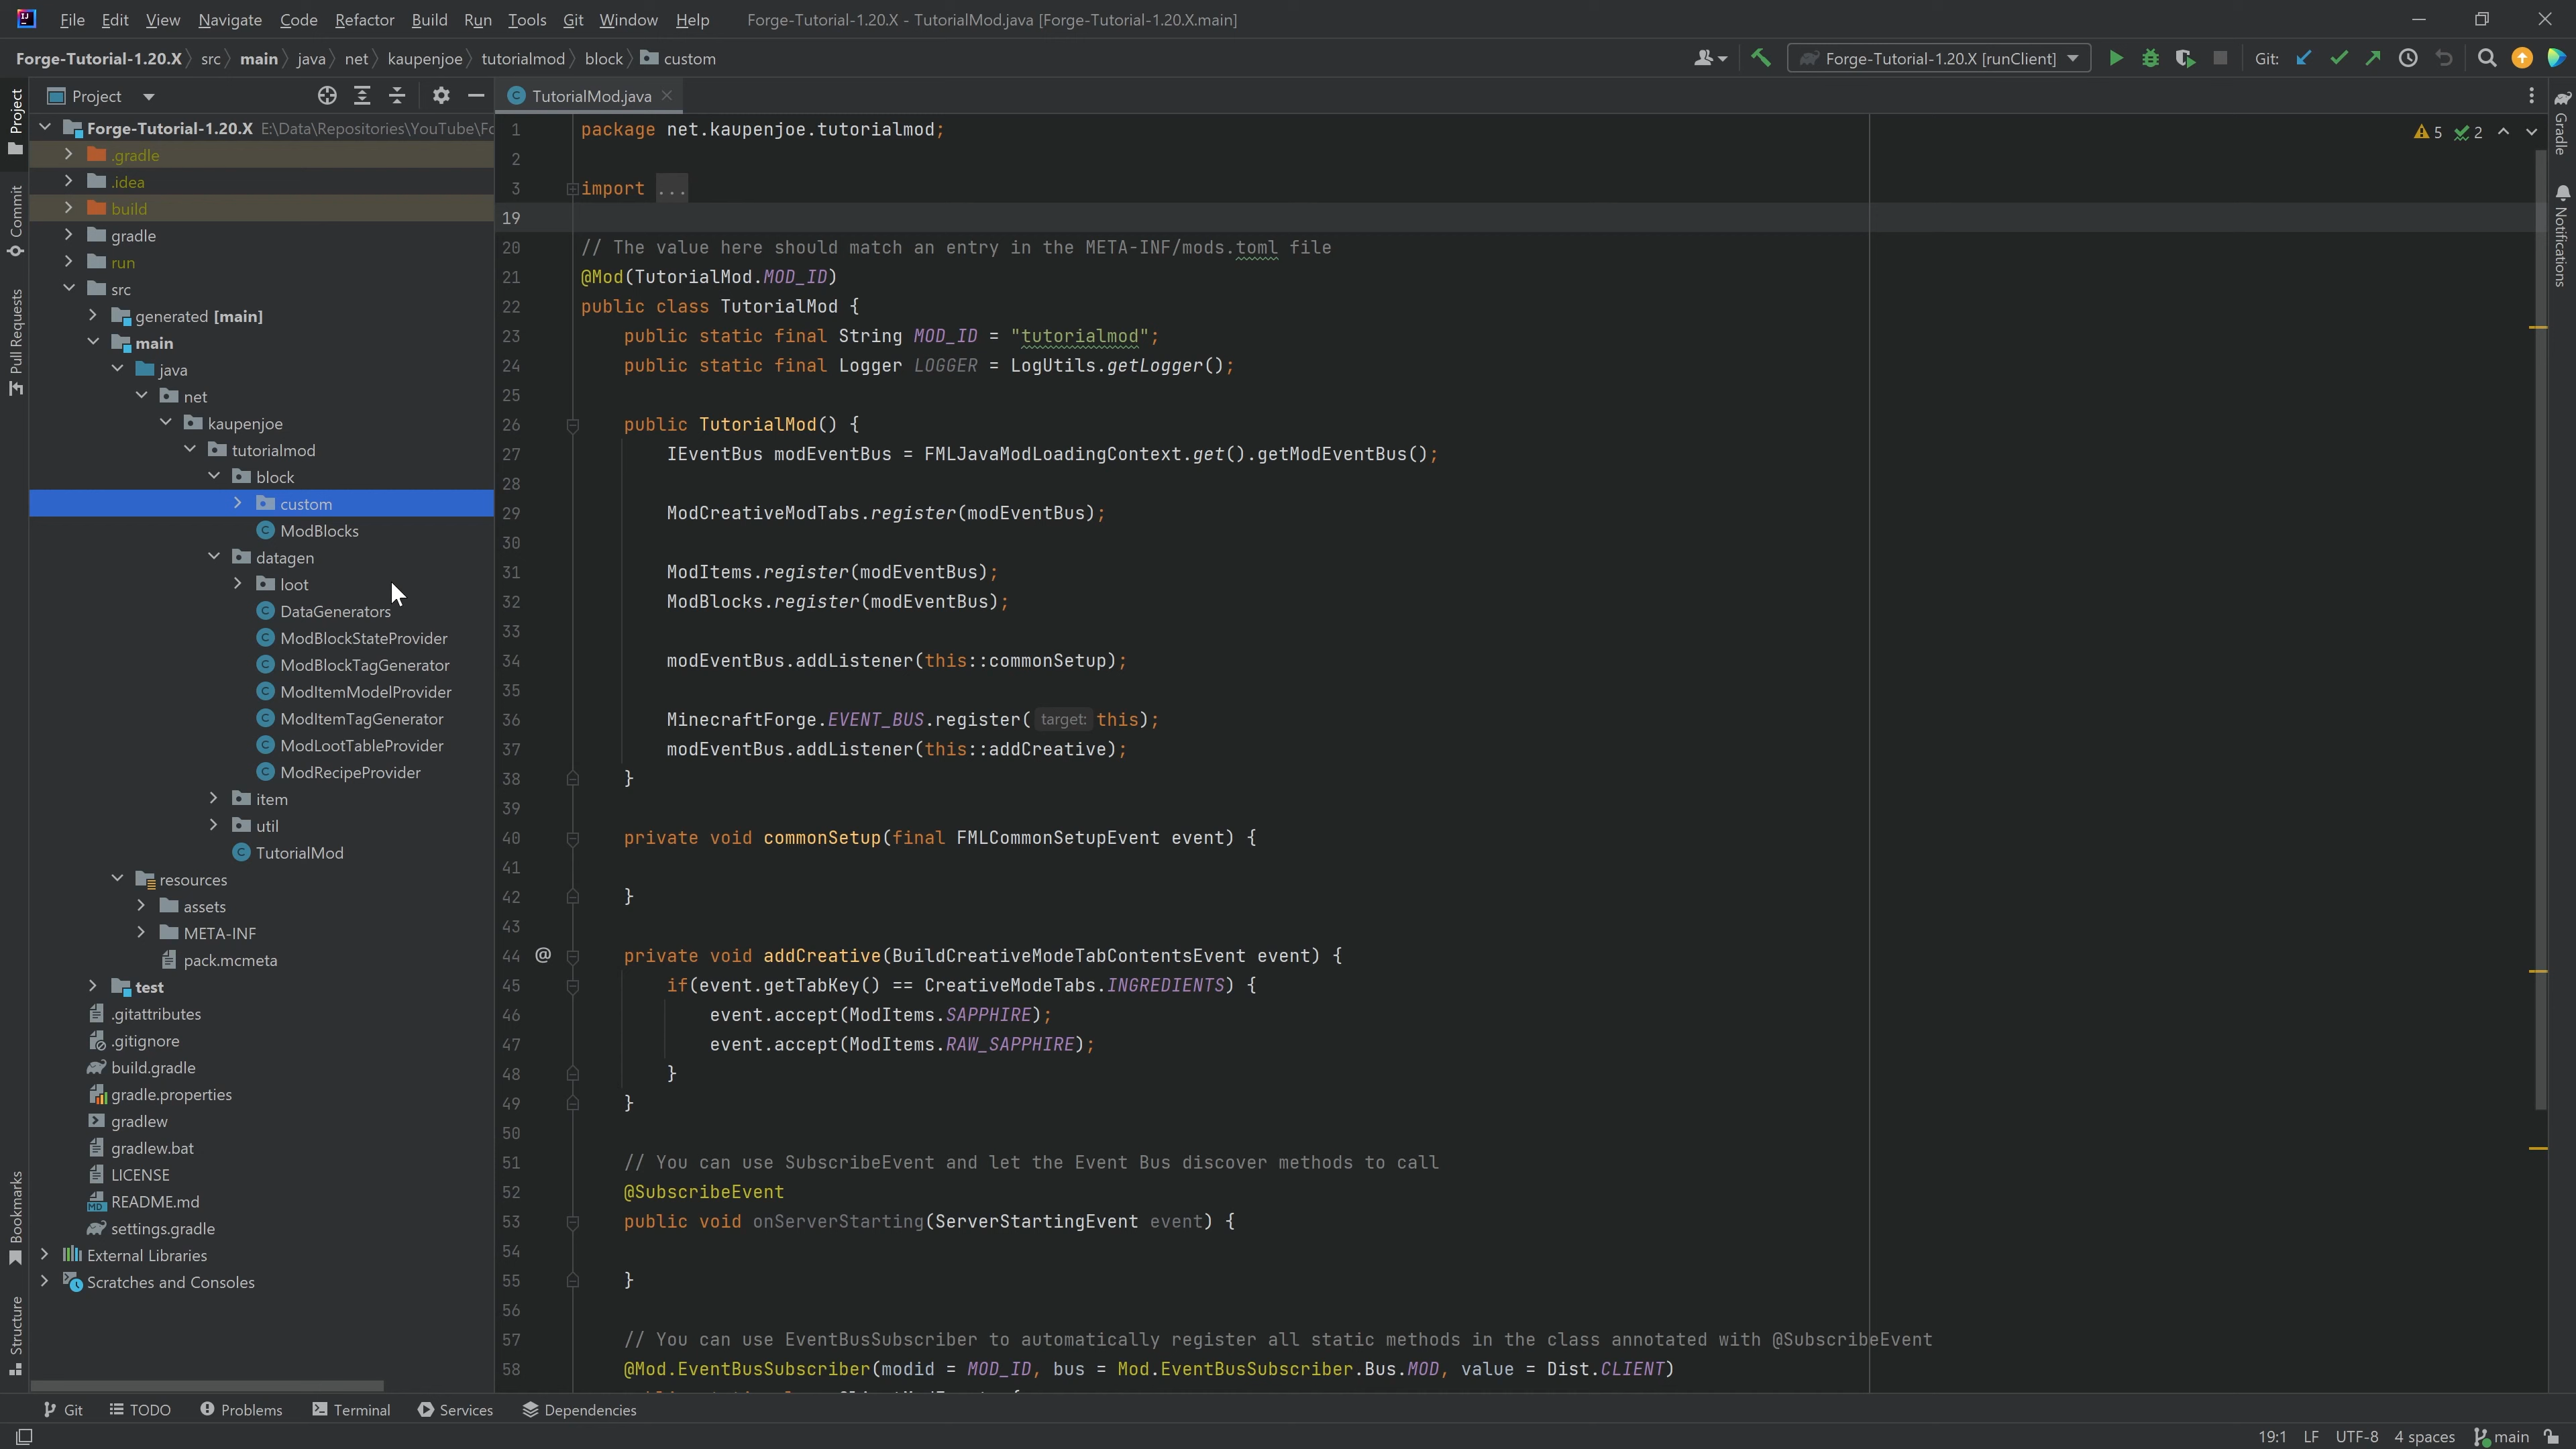 File Edit View Navigate Code Refactor Build Run Tools Git Window Help Forge-Tutorial-1.20.X - TutorialMod.java [Forge-Tutorial-1.20.X.main]
Forge-Tutorial-1.20.X src main java net kaupenjoe tutorialmod block custom
Forge-Tutorial-1.20.X [runClient] Git:
Project
TutorialMod.java
Project
Commit
Pull Requests
Bookmarks
Structure
Forge-Tutorial-1.20.X E:\Data\Repositories\YouTube\Fo
.gradle
.idea
build
gradle
run
src
generated [main]
main
java
net
kaupenjoe
tutorialmod
block
custom
ModBlocks
datagen
loot
DataGenerators
ModBlockStateProvider
ModBlockTagGenerator
ModItemModelProvider
ModItemTagGenerator
ModLootTableProvider
ModRecipeProvider
item
util
TutorialMod
resources
assets
META-INF
pack.mcmeta
test
.gitattributes
.gitignore
build.gradle
gradle.properties
gradlew
gradlew.bat
LICENSE
README.md
settings.gradle
External Libraries
Scratches and Consoles
1 package net.kaupenjoe.tutorialmod;
2
3 import ...
19
20 // The value here should match an entry in the META-INF/mods.toml file
21 @Mod(TutorialMod.MOD_ID)
22 public class TutorialMod {
23 public static final String MOD_ID = "tutorialmod";
24 public static final Logger LOGGER = LogUtils.getLogger();
25
26 public TutorialMod() {
27 IEventBus modEventBus = FMLJavaModLoadingContext.get().getModEventBus();
28
29 ModCreativeModTabs.register(modEventBus);
30
31 ModItems.register(modEventBus);
32 ModBlocks.register(modEventBus);
33
34 modEventBus.addListener(this::commonSetup);
35
36 MinecraftForge.EVENT_BUS.register( target: this);
37 modEventBus.addListener(this::addCreative);
38 }
39
40 private void commonSetup(final FMLCommonSetupEvent event) {
41
42 }
43
44 @ private void addCreative(BuildCreativeModeTabContentsEvent event) {
45 if(event.getTabKey() == CreativeModeTabs.INGREDIENTS) {
46 event.accept(ModItems.SAPPHIRE);
47 event.accept(ModItems.RAW_SAPPHIRE);
48 }
49 }
50
51 // You can use SubscribeEvent and let the Event Bus discover methods to call
52 @SubscribeEvent
53 public void onServerStarting(ServerStartingEvent event) {
54
55 }
56
57 // You can use EventBusSubscriber to automatically register all static methods in the class annotated with @SubscribeEvent
58 @Mod.EventBusSubscriber(modid = MOD_ID, bus = Mod.EventBusSubscriber.Bus.MOD, value = Dist.CLIENT)
5 2
Gradle
Notifications
Git TODO Problems Terminal Services Dependencies
19:1 LF UTF-8 4 spaces main